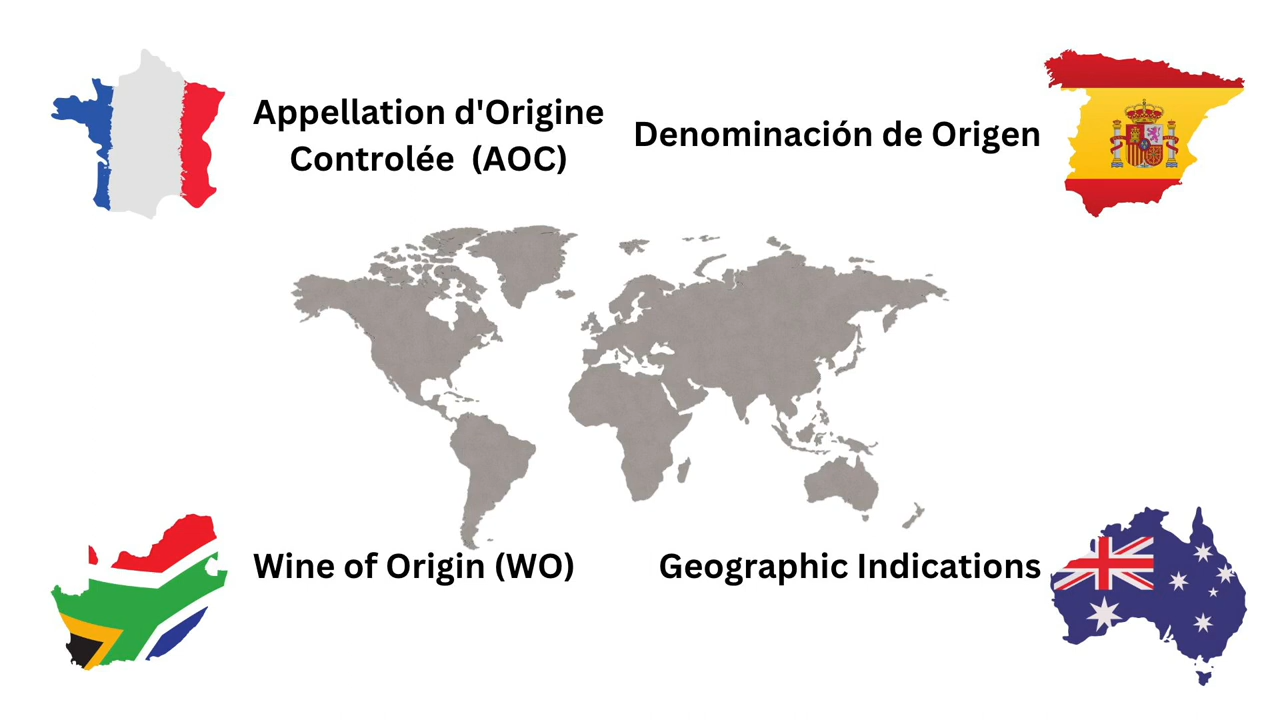 Appellation d'Origine
Controlée (AOC)
Denominación de Origen
Wine of Origin (WO)
Geographic Indications